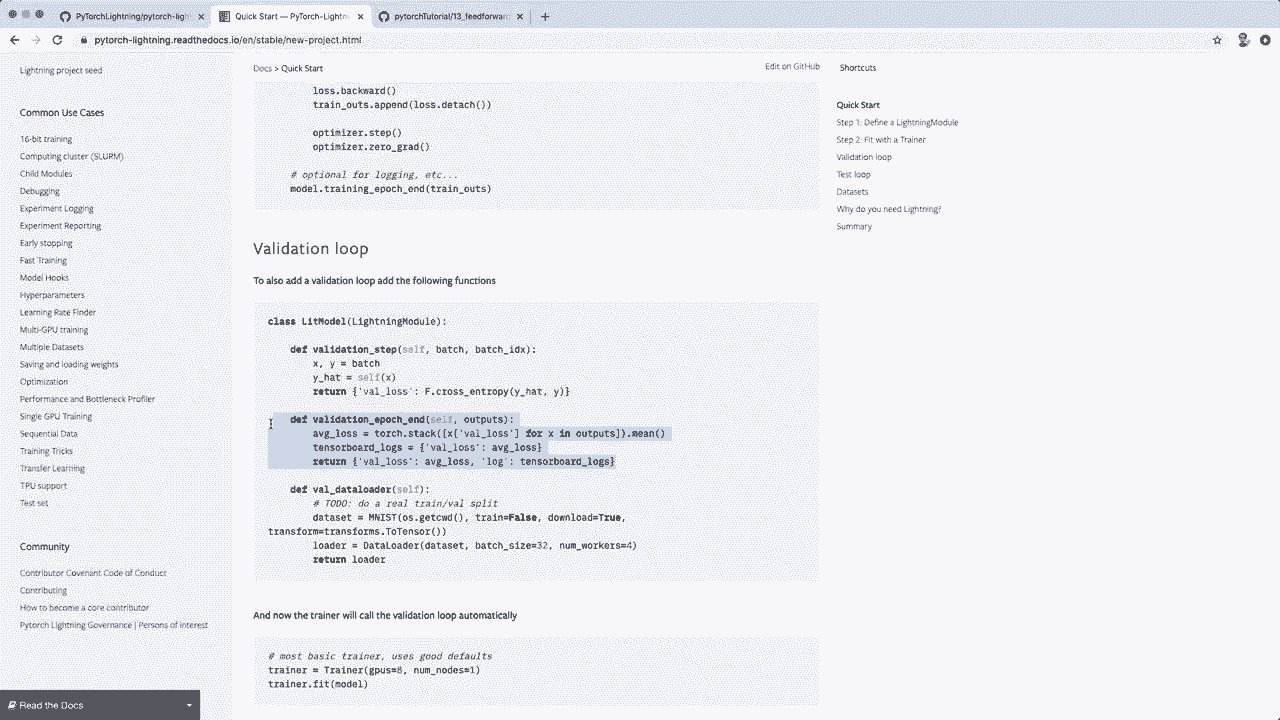 PyTorchLightning/pytorch-ligh
Quick Start — PyTorch-Lightn
pytorchTutorial/13_feedforwar
pytorch-lightning.readthedocs.io/en/stable/new-project.html
Lightning project seed
Common Use Cases
16-bit training
Computing cluster (SLURM)
Child Modules
Debugging
Experiment Logging
Experiment Reporting
Early stopping
Fast Training
Model Hooks
Hyperparameters
Learning Rate Finder
Multi-GPU training
Multiple Datasets
Saving and loading weights
Optimization
Performance and Bottleneck Profiler
Single GPU Training
Sequential Data
Training Tricks
Transfer Learning
TPU support
Test set
Community
Contributor Covenant Code of Conduct
Contributing
How to become a core contributor
Pytorch Lightning Governance | Persons of interest
Read the Docs
Docs > Quick Start
Edit on GitHub
loss.backward()
train_outs.append(loss.detach())
optimizer.step()
optimizer.zero_grad()
# optional for logging, etc...
model.training_epoch_end(train_outs)
Validation loop
To also add a validation loop add the following functions
class LitModel(LightningModule):
def validation_step(self, batch, batch_idx):
x, y = batch
y_hat = self(x)
return {'val_loss': F.cross_entropy(y_hat, y)}
def validation_epoch_end(self, outputs):
avg_loss = torch.stack([x['val_loss'] for x in outputs]).mean()
tensorboard_logs = {'val_loss': avg_loss}
return {'val_loss': avg_loss, 'log': tensorboard_logs}
def val_dataloader(self):
# TODO: do a real train/val split
dataset = MNIST(os.getcwd(), train=False, download=True,
transform=transforms.ToTensor())
loader = DataLoader(dataset, batch_size=32, num_workers=4)
return loader
And now the trainer will call the validation loop automatically
# most basic trainer, uses good defaults
trainer = Trainer(gpus=8, num_nodes=1)
trainer.fit(model)
Shortcuts
Quick Start
Step 1: Define a LightningModule
Step 2: Fit with a Trainer
Validation loop
Test loop
Datasets
Why do you need Lightning?
Summary